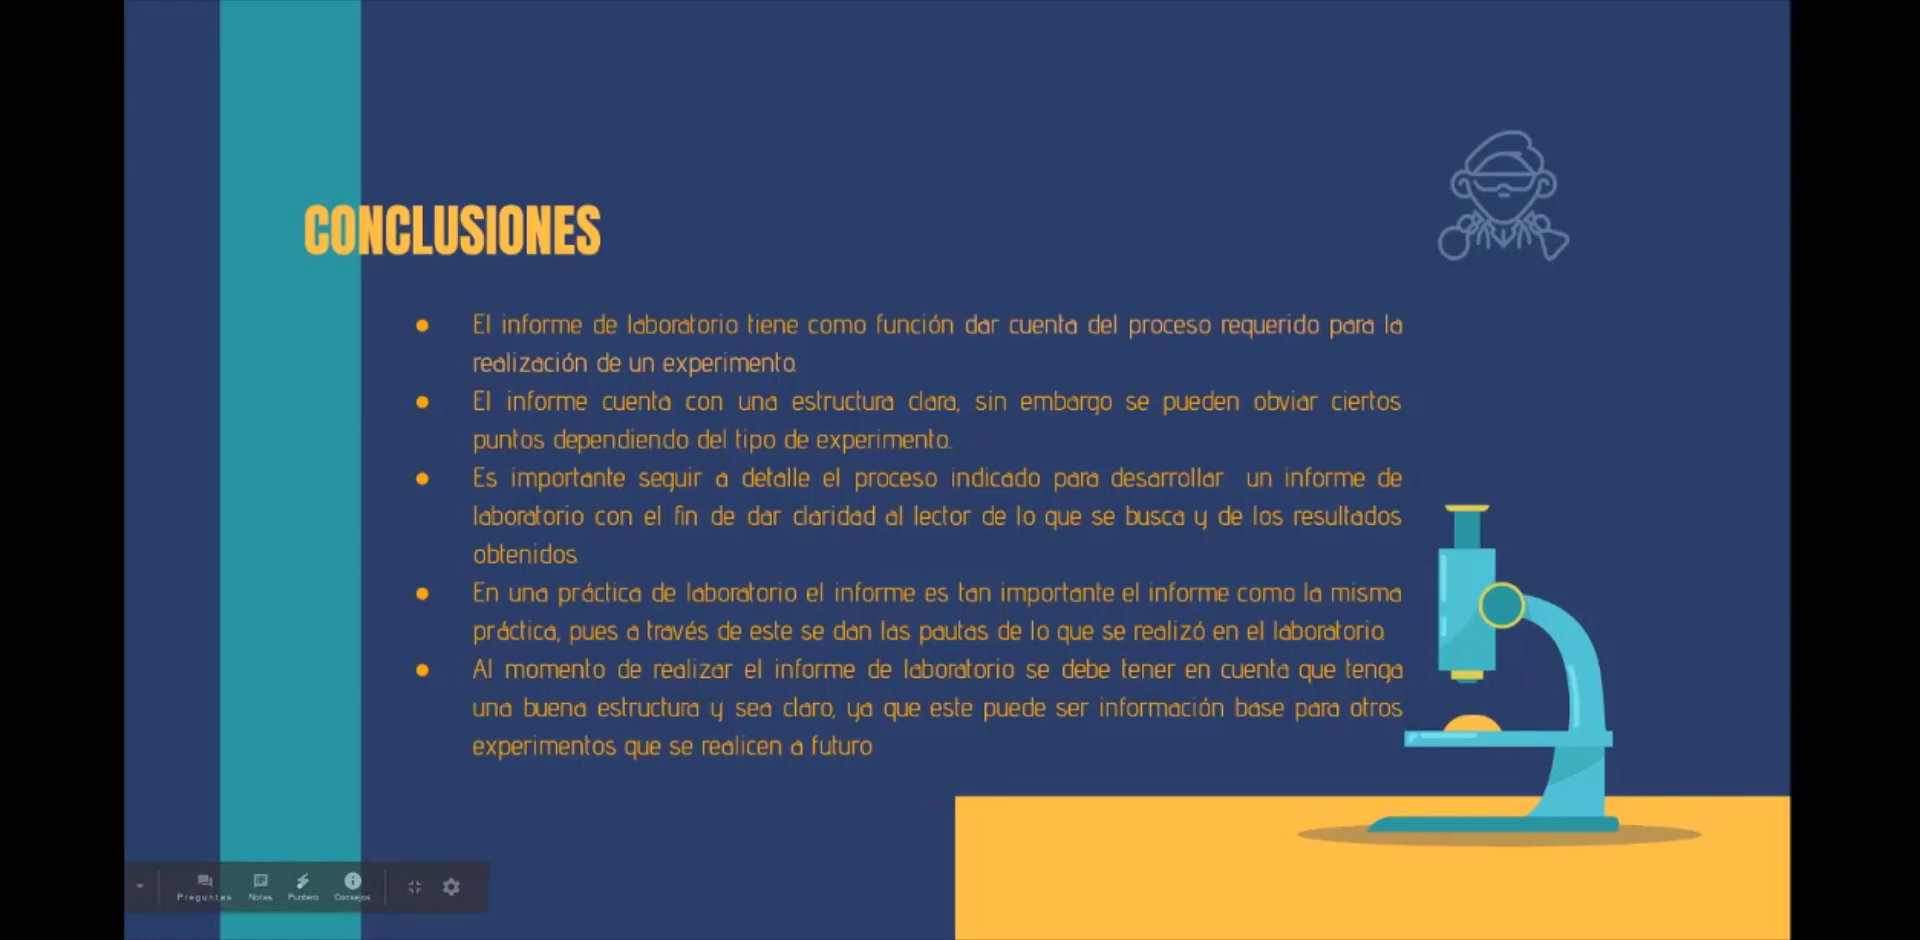 CONCLUSIONES
● El informe de laboratorio tiene como función dar cuenta del proceso requerido para la
realización de un experimento.
● El informe cuenta con una estructura clara, sin embargo se pueden obviar ciertos
puntos dependiendo del tipo de experimento.
● Es importante seguir a detalle el proceso indicado para desarrollar un informe de
laboratorio con el fin de dar claridad al lector de lo que se busca y de los resultados
obtenidos.
● En una práctica de laboratorio el informe es tan importante el informe como la misma
práctica, pues a través de este se dan las pautas de lo que se realizó en el laboratorio.
● Al momento de realizar el informe de laboratorio se debe tener en cuenta que tenga
una buena estructura y sea claro, ya que este puede ser información base para otros
experimentos que se realicen a futuro
Preguntas Notas Puntero Consejos